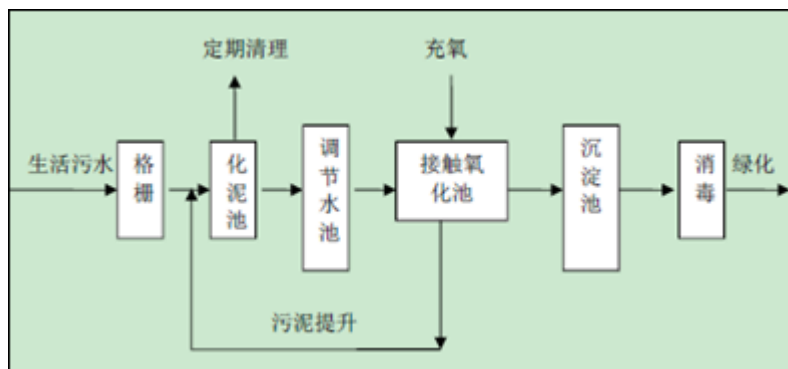 定期清理
充氧
生活污水
格栅
化泥池
调节水池
接触氧
化池
沉淀池
消毒
绿化
污泥提升